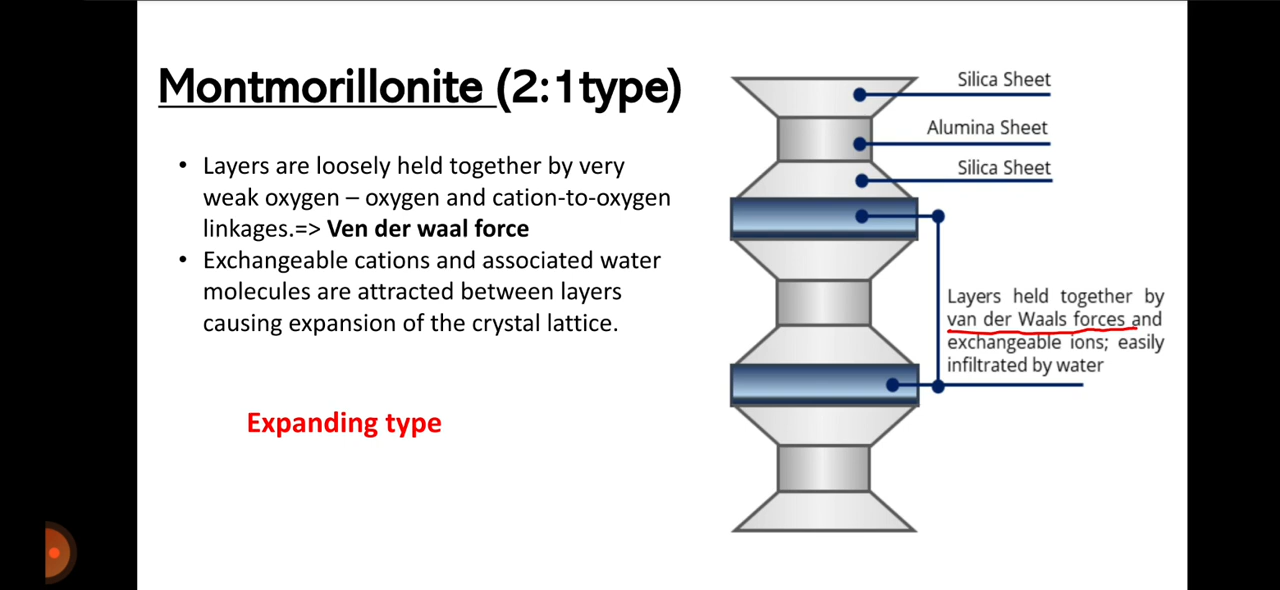 Montmorillonite (2:1type)
• Layers are loosely held together by very
weak oxygen – oxygen and cation-to-oxygen
linkages.=> Ven der waal force
• Exchangeable cations and associated water
molecules are attracted between layers
causing expansion of the crystal lattice.
Expanding type
Silica Sheet
Alumina Sheet
Silica Sheet
Layers held together by
van der Waals forces and
exchangeable ions; easily
infiltrated by water